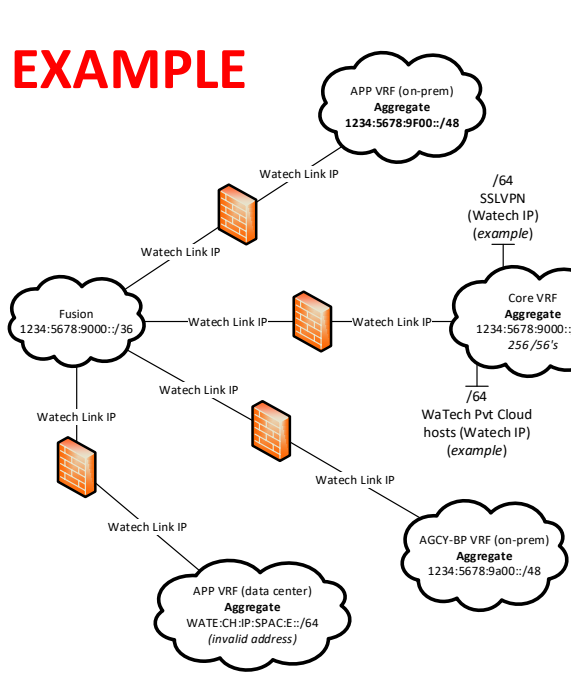 EXAMPLE
APP VRF (on-prem)
Aggregate
1234:5678:9F00::/48
Watech Link IP
/64
SSLVPN
(Watech IP)
(example)
Watech Link IP
Fusion
1234:5678:9000::/36
Watech Link IP
Watech Link IP
Core VRF
Aggregate
1234:5678:9000::
256 /56's
/64
WaTech Pvt Cloud
hosts (Watech IP)
(example)
Watech Link IP
Watech Link IP
Watech Link IP
Watech Link IP
AGCY-BP VRF (on-prem)
Aggregate
1234:5678:9a00::/48
APP VRF (data center)
Aggregate
WATE:CH:IP:SPAC:E::/64
(invalid address)